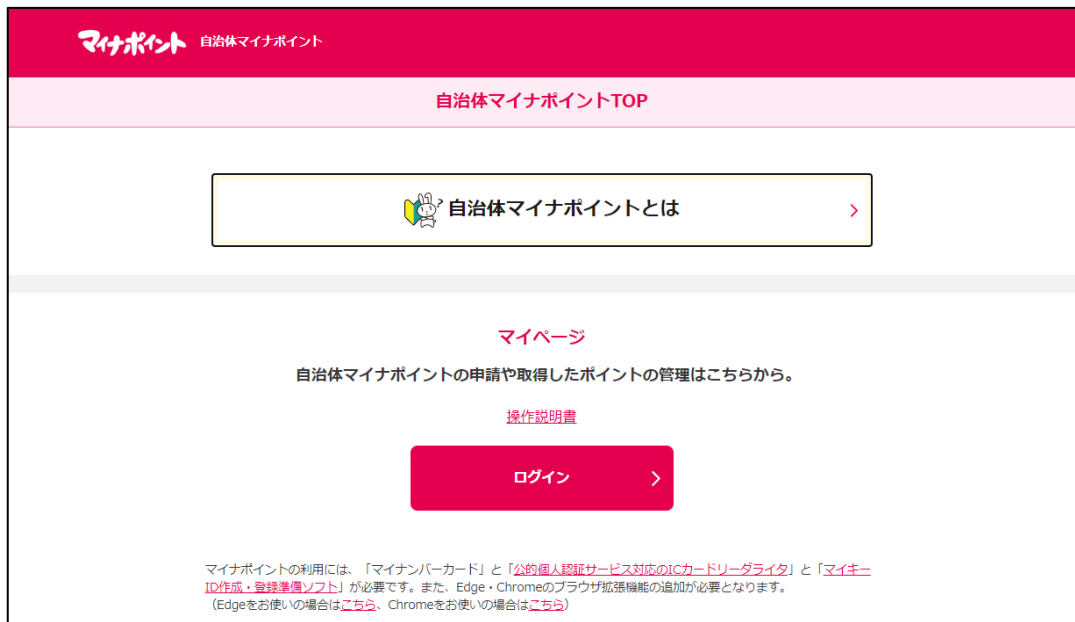 マイナポイント 自治体マイナポイント
自治体マイナポイントTOP
自治体マイナポイントとは
マイページ
自治体マイナポイントの申請や取得したポイントの管理はこちらから。
操作説明書
ログイン
マイナポイントの利用には、「マイナンバーカード」と「公的個人認証サービス対応のICカードリーダライタ」と「マイキー
ID作成・登録準備ソフト」が必要です。また、Edge・Chromeのブラウザ拡張機能の追加が必要となります。
（Edgeをお使いの場合はこちら、Chromeをお使いの場合はこちら）